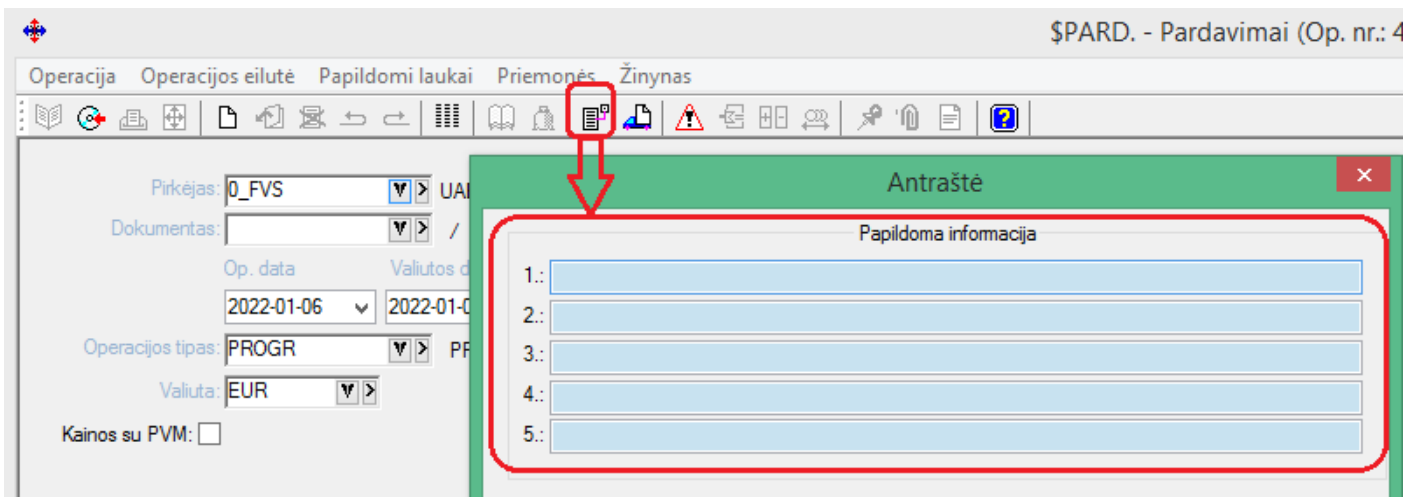 $PARD. - Pardavimai (Op. nr.: 4
Operacija Operacijos eilutė Papildomi laukai Priemonės Žinynas
Pirkėjas: 0_FVS UAI
Dokumentas: /
Op. data Valiutos d
2022-01-06 2022-01-0
Operacijos tipas: PROGR PF
Valiuta: EUR
Kainos su PVM:
Antraštė
Papildoma informacija
1.:
2.:
3.:
4.:
5.: